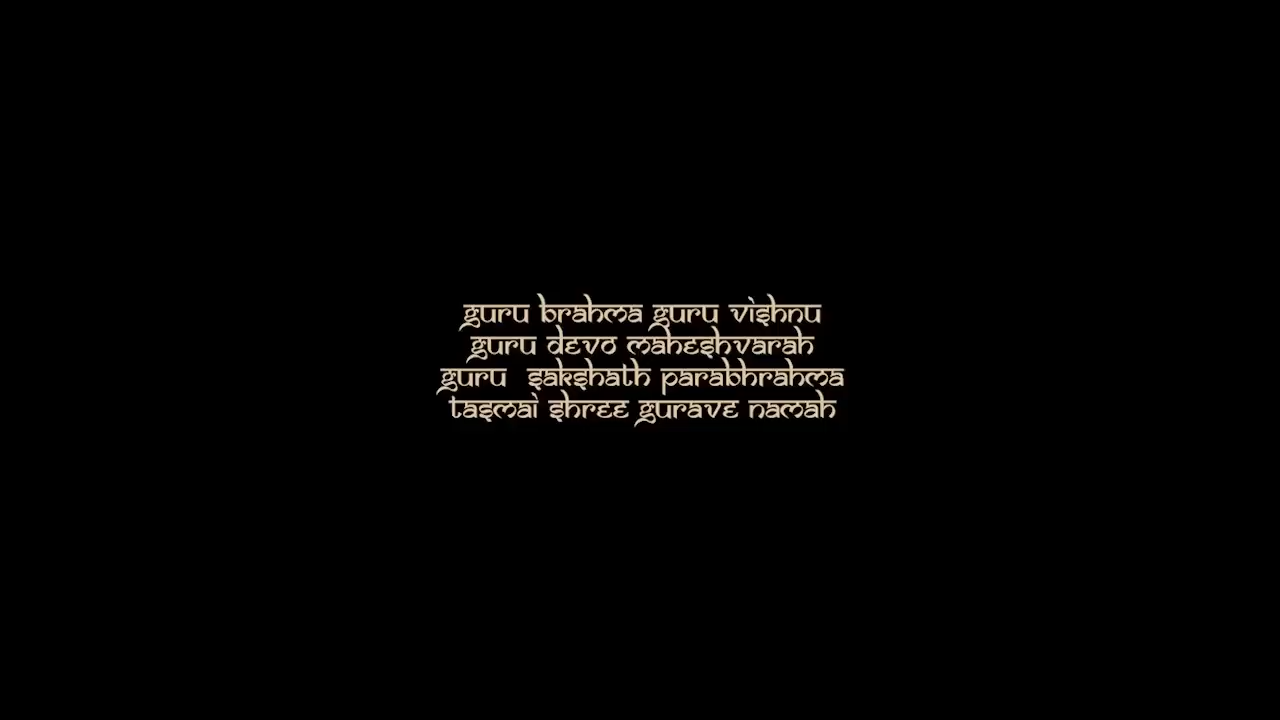 guru brahma guru vishnu
guru devo maheshvarah
guru sakshath parabhrahma
tasmai shree gurave namah